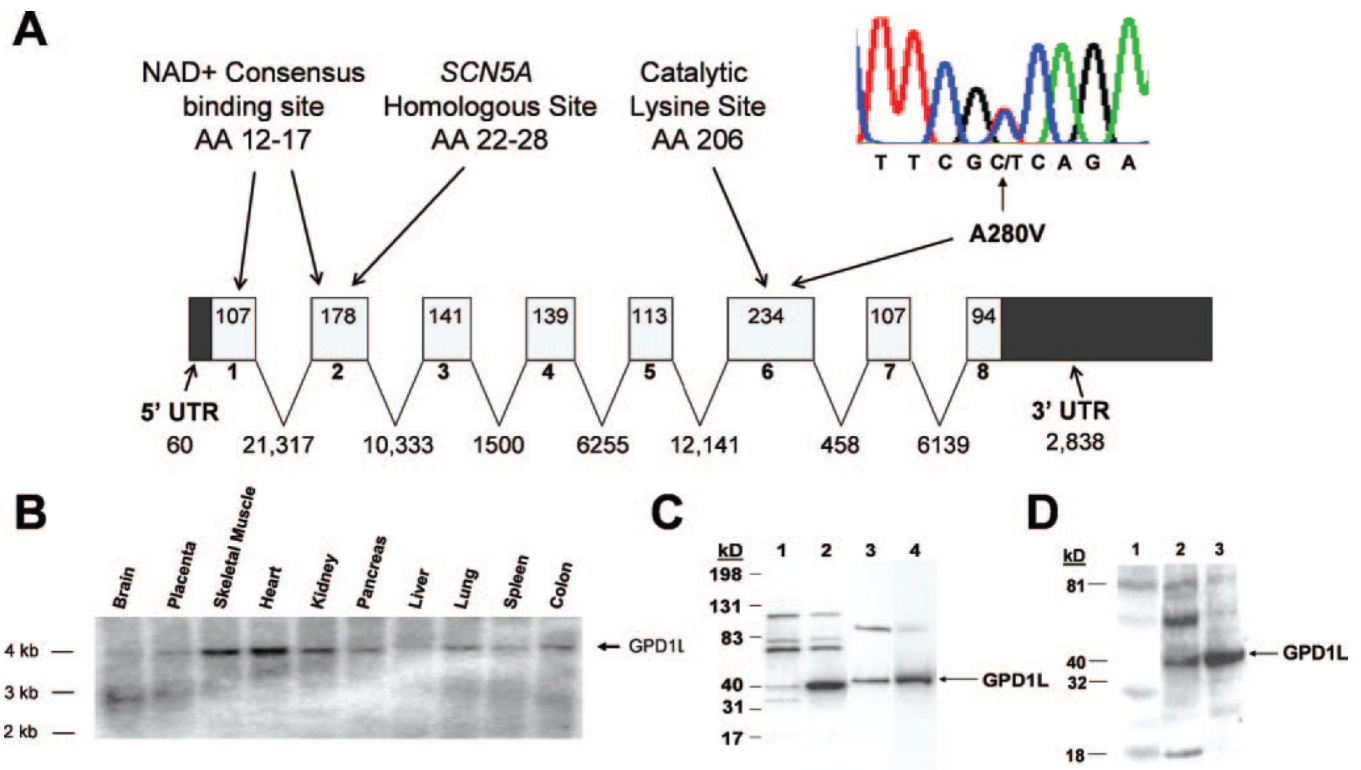 A
NAD+ Consensus
binding site
AA 12-17
SCN5A
Homologous Site
AA 22-28
Catalytic
Lysine Site
AA 206
T T C G C/T C A G A
A280V
107 178 141 139 113 234 107 94
1 2 3 4 5 6 7 8
5' UTR
60
21,317 10,333 1500 6255 12,141 458 6139
3' UTR
2,838
B
Brain Placenta Skeletal Muscle Heart Kidney Pancreas Liver Lung Spleen Colon
4 kb
3 kb
2 kb
GPD1L
C
kD 1 2 3 4
198
131
83
40
31
17
GPD1L
D
kD 1 2 3
81
40
32
18
GPD1L